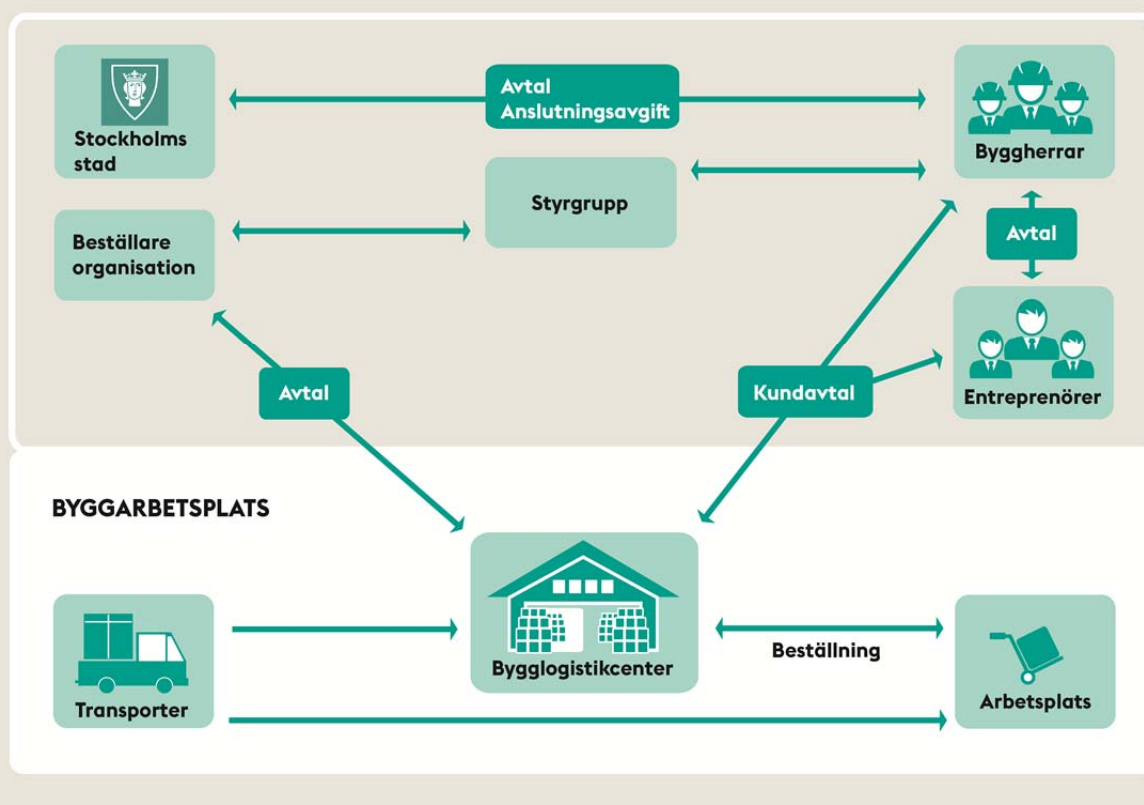 Stockholms
stad
Avtal
Anslutningsavgift
Byggherrar
Styrgrupp
Beställare
organisation
Avtal
Entreprenörer
Avtal
Kundavtal
BYGGARBETSPLATS
Bygglogistikcenter
Transporter
Beställning
Arbetsplats